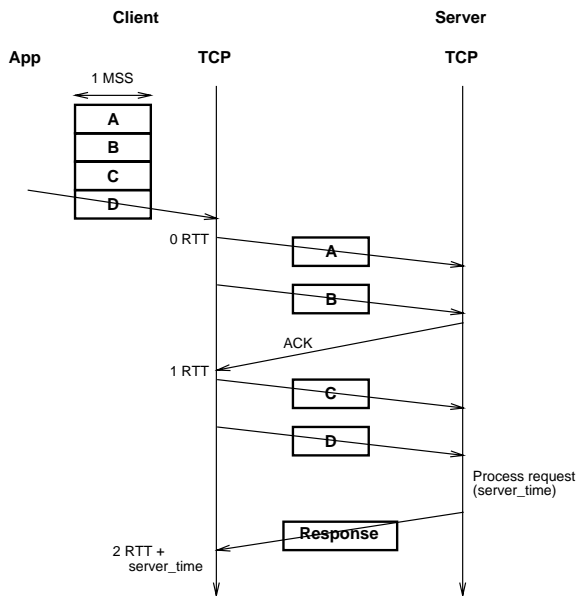 Client Server
App TCP TCP
1 MSS
A
B
C
D
0 RTT
A
B
ACK
1 RTT
C
D
Process request
(server_time)
Response
2 RTT +
server_time